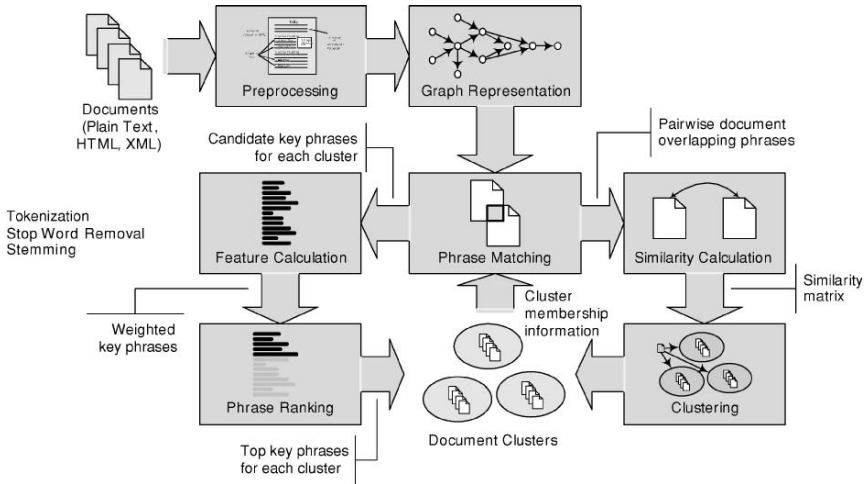 Title
Preprocessing
Graph Representation
Documents
(Plain Text,
HTML, XML)
Candidate key phrases
for each cluster
Pairwise document
overlapping phrases
Tokenization
Stop Word Removal
Stemming
Feature Calculation
Phrase Matching
Similarity Calculation
Cluster
membership
information
Similarity
matrix
Weighted
key phrases
Phrase Ranking
Document Clusters
Clustering
Top key phrases
for each cluster